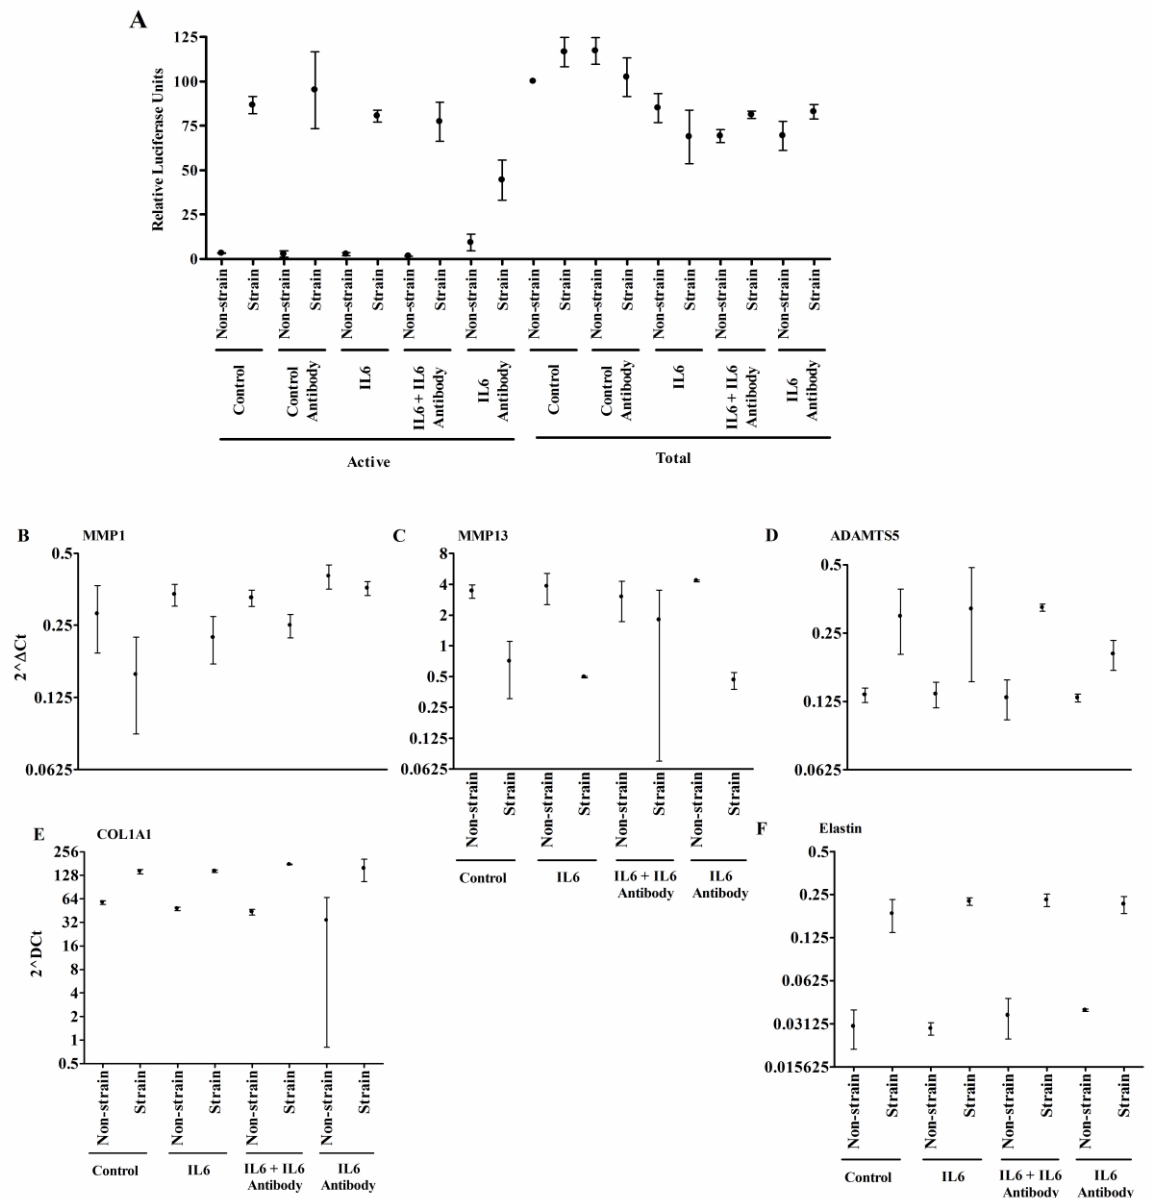 A
Relative Luciferase Units
125
100
75
50
25
0
Non-strain
Strain
Non-strain
Strain
Non-strain
Strain
Non-strain
Strain
Non-strain
Strain
Non-strain
Strain
Non-strain
Strain
Non-strain
Strain
Non-strain
Strain
Non-strain
Strain
Control
Control
Antibody
IL6
IL6 + IL6
Antibody
IL6
Antibody
Control
Control
Antibody
IL6
IL6 + IL6
Antibody
IL6
Antibody
Active
Total
B
MMP1
2^ΔCt
0.5
0.25
0.125
0.0625
C
MMP13
8
4
2
1
0.5
0.25
0.125
0.0625
Non-strain
Strain
Non-strain
Strain
Non-strain
Strain
Non-strain
Strain
Control
IL6
IL6 + IL6
Antibody
IL6
Antibody
D
ADAMTS5
0.5
0.25
0.125
0.0625
E
COL1A1
2^DCt
256
128
64
32
16
8
4
2
1
0.5
Non-strain
Strain
Non-strain
Strain
Non-strain
Strain
Non-strain
Strain
Control
IL6
IL6 + IL6
Antibody
IL6
Antibody
F
Elastin
0.5
0.25
0.125
0.0625
0.03125
0.015625
Non-strain
Strain
Non-strain
Strain
Non-strain
Strain
Non-strain
Strain
Control
IL6
IL6 + IL6
Antibody
IL6
Antibody